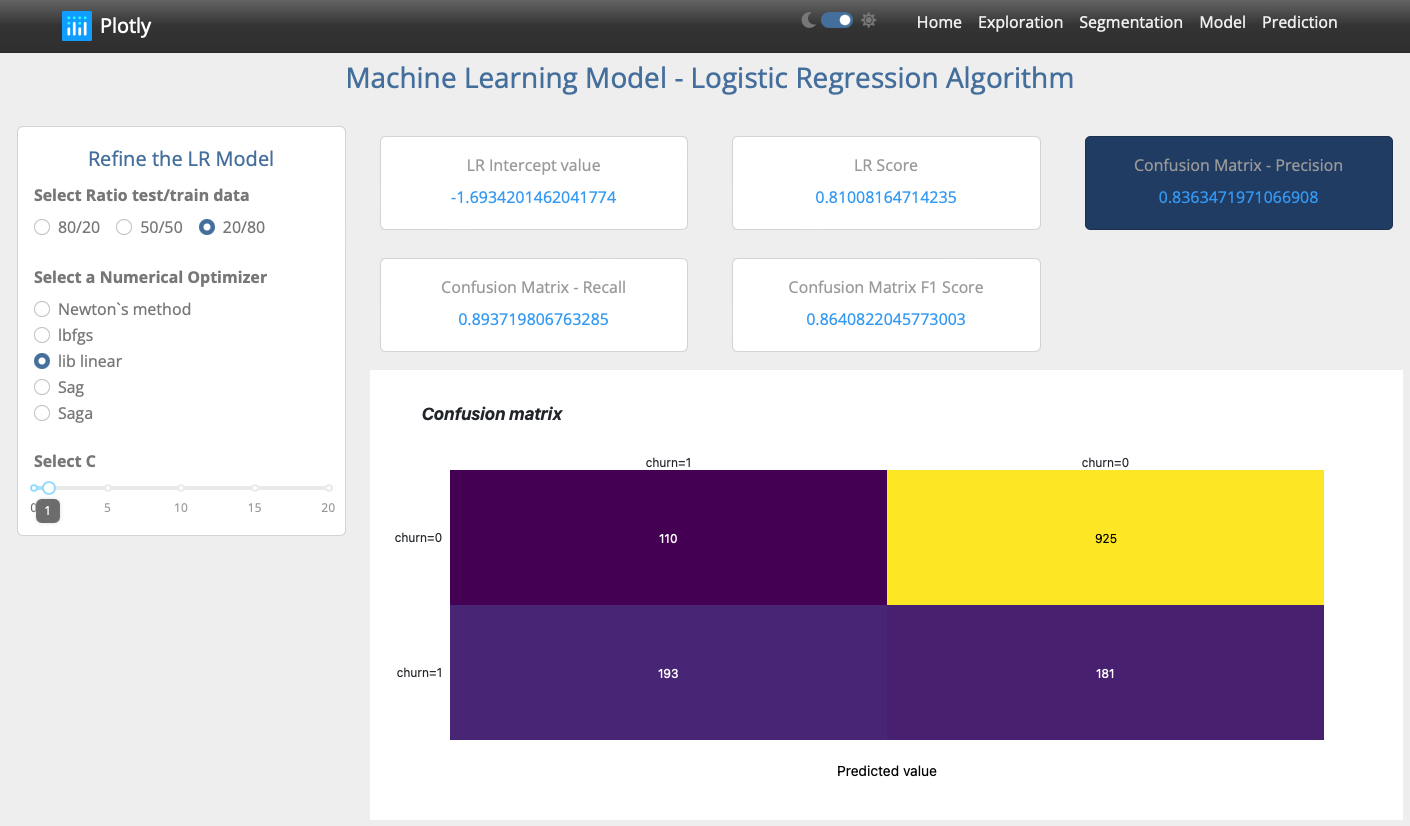 Plotly
Home Exploration Segmentation Model Prediction
Machine Learning Model - Logistic Regression Algorithm
Refine the LR Model
Select Ratio test/train data
80/20 50/50 20/80
Select a Numerical Optimizer
Newton`s method
lbfgs
lib linear
Sag
Saga
Select C
0 5 10 15 20
1
LR Intercept value
-1.6934201462041774
LR Score
0.81008164714235
Confusion Matrix - Precision
0.8363471971066908
Confusion Matrix - Recall
0.893719806763285
Confusion Matrix F1 Score
0.8640822045773003
Confusion matrix
churn=1 churn=0
churn=0 110 925
churn=1 193 181
Predicted value